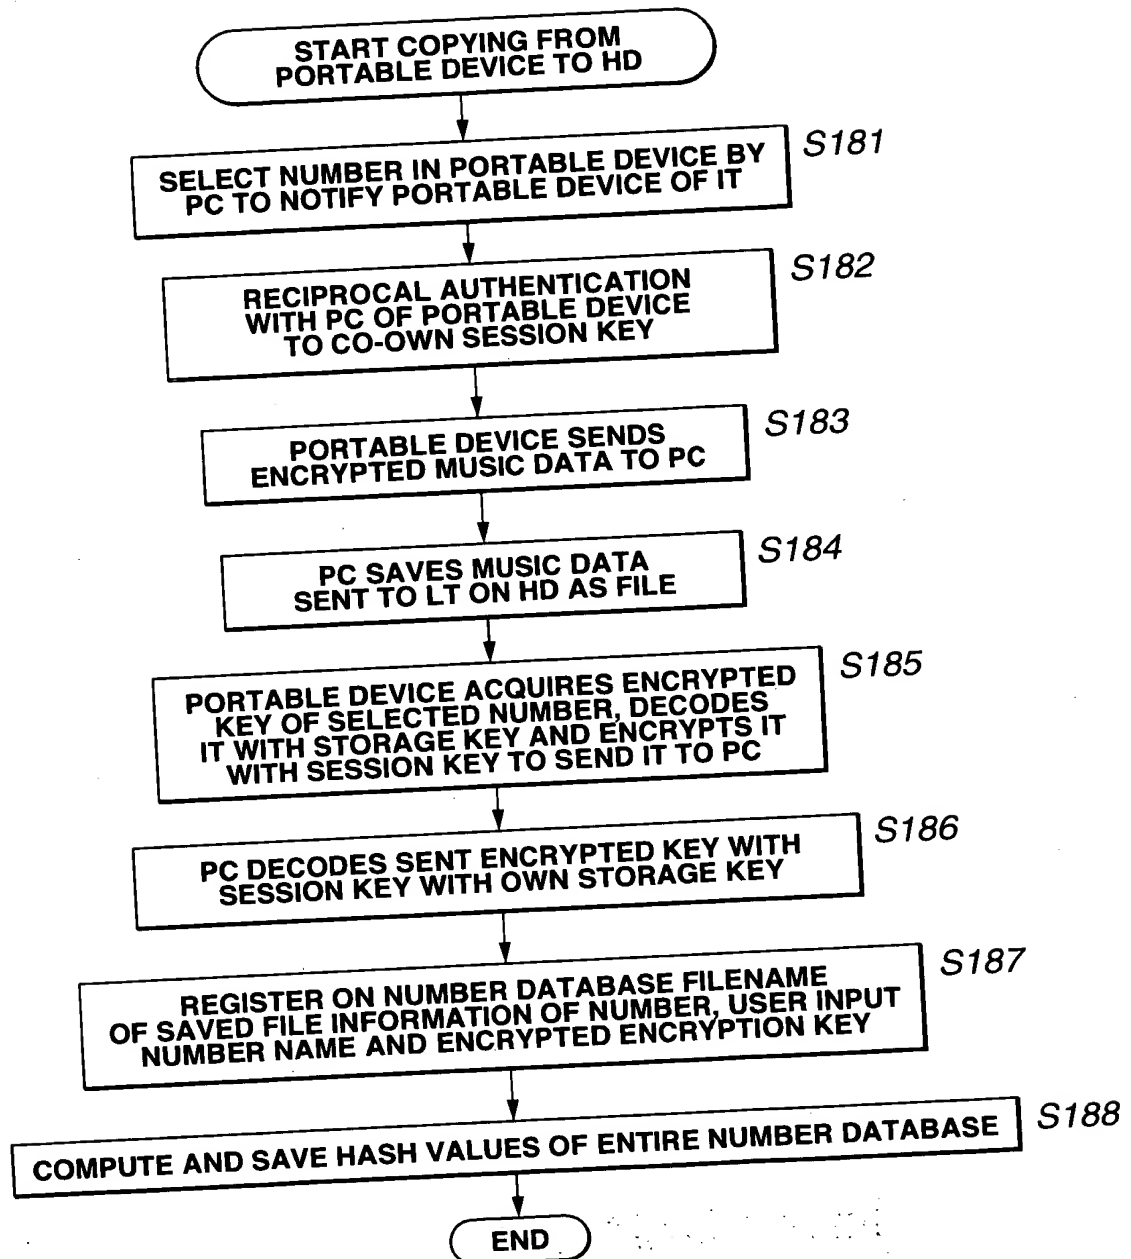 START COPYING FROM
PORTABLE DEVICE TO HD
S181
SELECT NUMBER IN PORTABLE DEVICE BY
PC TO NOTIFY PORTABLE DEVICE OF IT
S182
RECIPROCAL AUTHENTICATION
WITH PC OF PORTABLE DEVICE
TO CO-OWN SESSION KEY
S183
PORTABLE DEVICE SENDS
ENCRYPTED MUSIC DATA TO PC
S184
PC SAVES MUSIC DATA
SENT TO LT ON HD AS FILE
S185
PORTABLE DEVICE ACQUIRES ENCRYPTED
KEY OF SELECTED NUMBER, DECODES
IT WITH STORAGE KEY AND ENCRYPTS IT
WITH SESSION KEY TO SEND IT TO PC
S186
PC DECODES SENT ENCRYPTED KEY WITH
SESSION KEY WITH OWN STORAGE KEY
S187
REGISTER ON NUMBER DATABASE FILENAME
OF SAVED FILE INFORMATION OF NUMBER, USER INPUT
NUMBER NAME AND ENCRYPTED ENCRYPTION KEY
S188
COMPUTE AND SAVE HASH VALUES OF ENTIRE NUMBER DATABASE
END